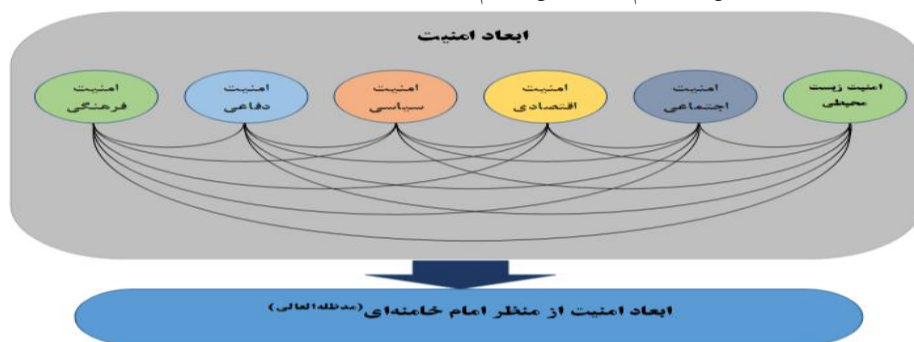 ابعاد امنیت
امنیت زیست
محیطی
امنیت
اجتماعی
امنیت
اقتصادی
امنیت
سیاسی
امنیت
دفاعی
امنیت
فرهنگی
ابعاد امنیت از منظر امام خامنه‌ای (مدظله‌العالی)